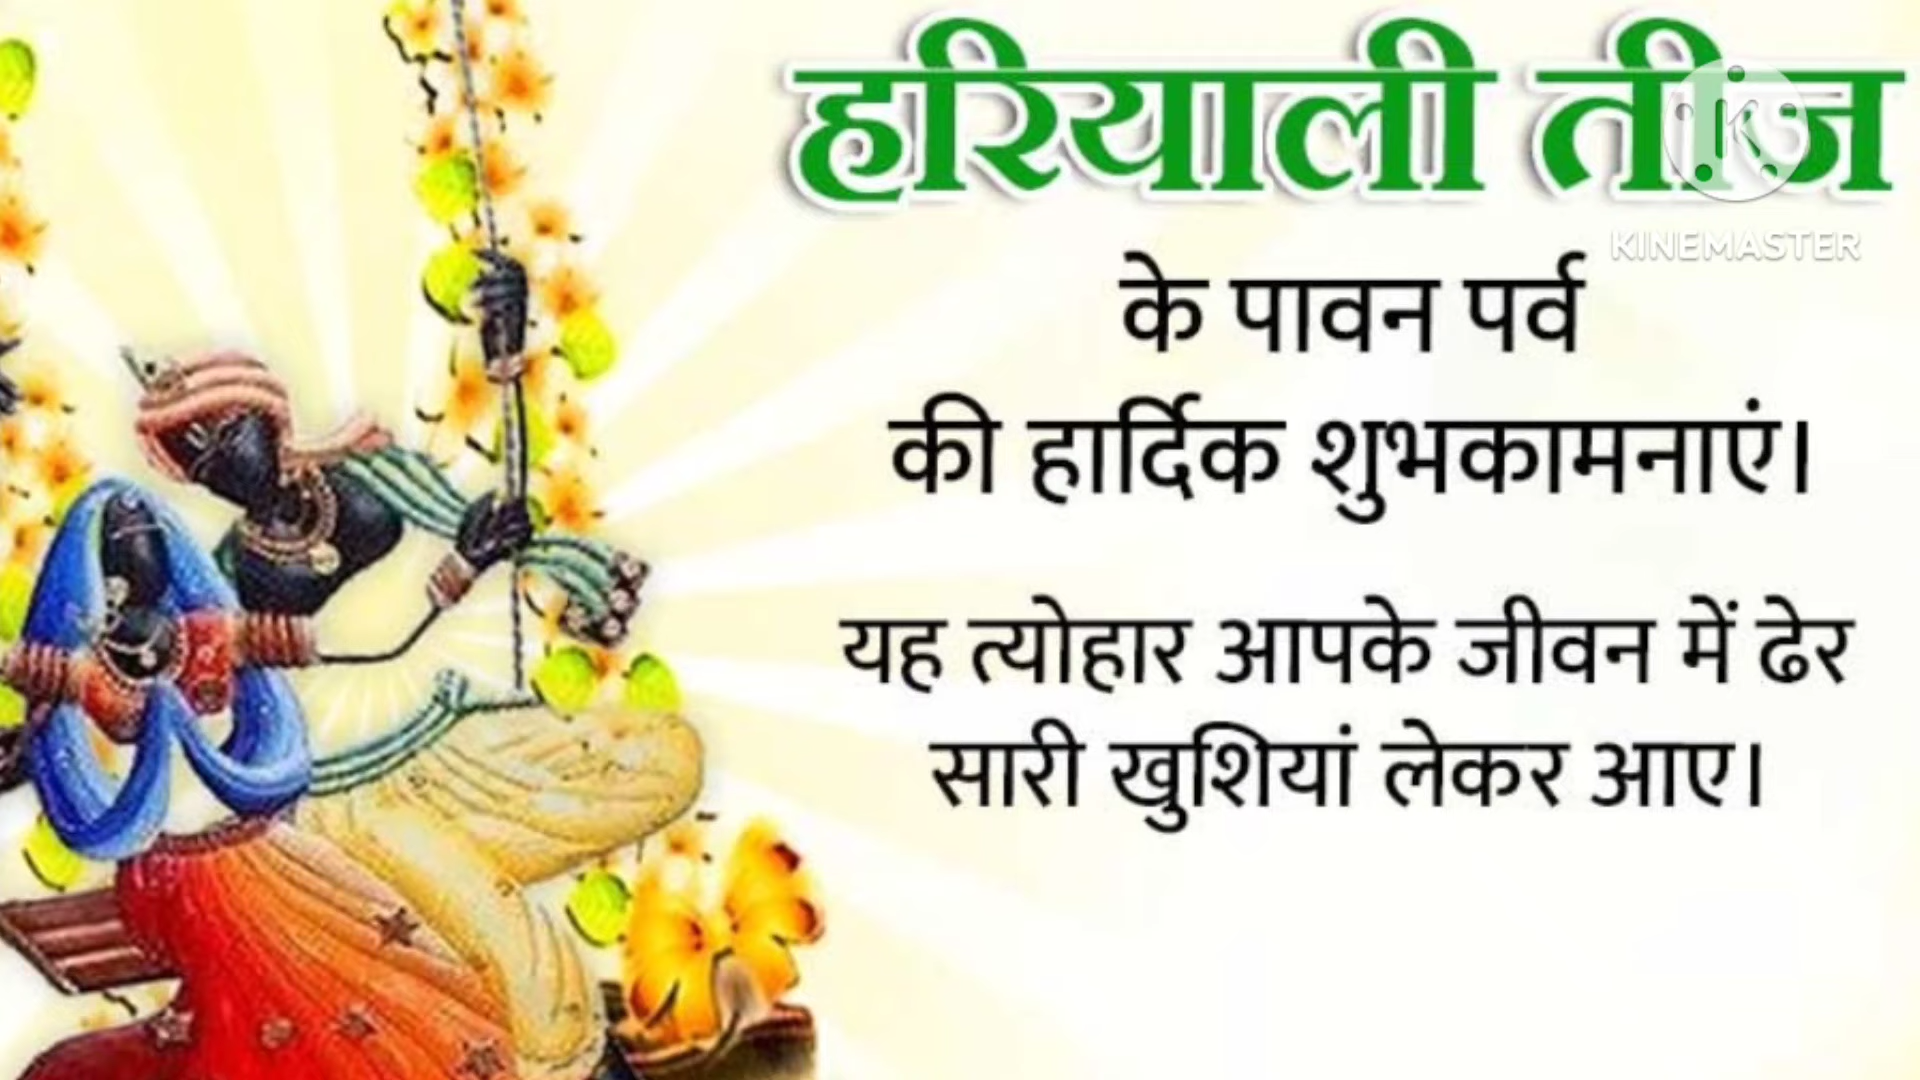 हरियाली तीज
K
KINEMASTER
के पावन पर्व
की हार्दिक शुभकामनाएं।
यह त्योहार आपके जीवन में ढेर
सारी खुशियां लेकर आए।